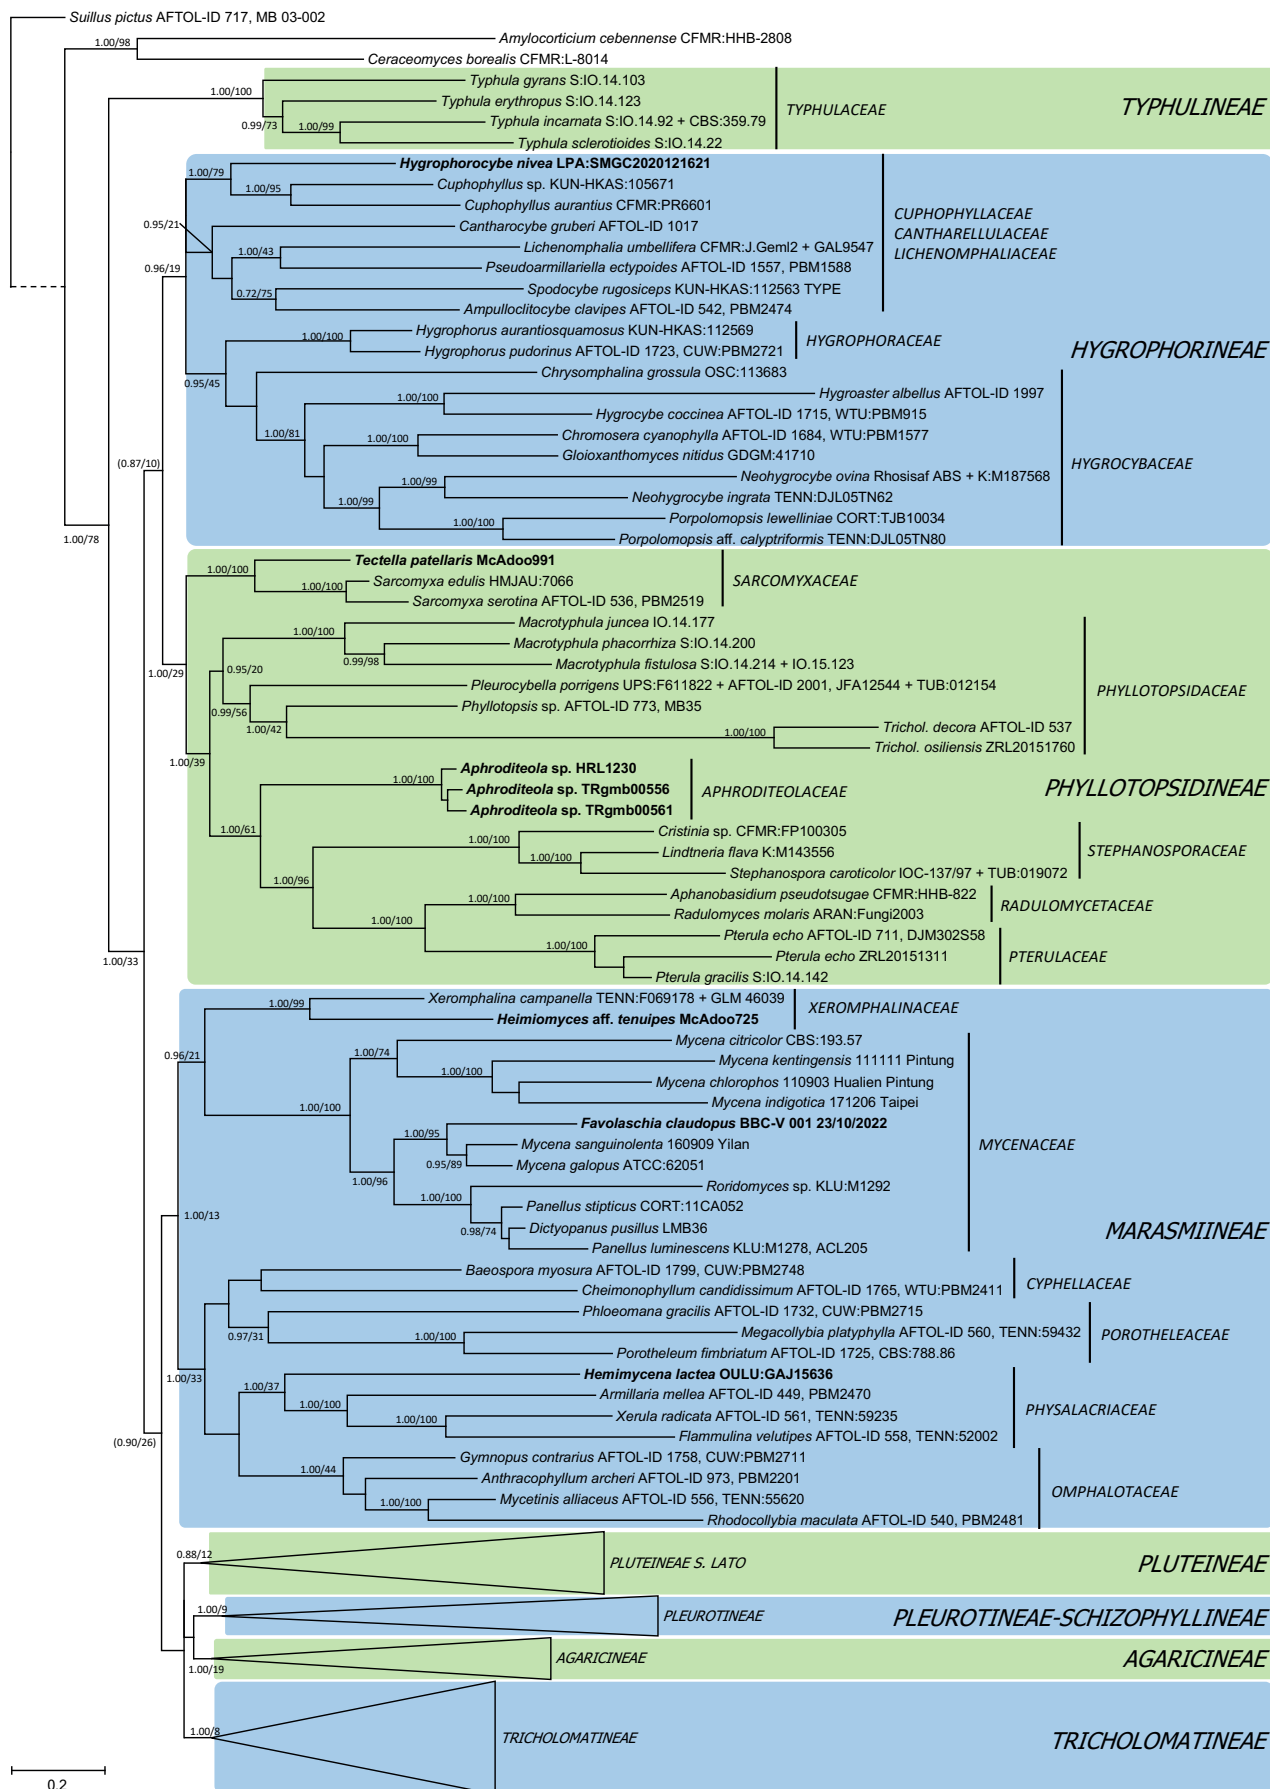 Suillus pictus AFTOL-ID 717, MB 03-002
1.00/98
Amylocorticium cebennense CFMR:HHB-2808
Ceraceomyces borealis CFMR:L-8014
1.00/100
Typhula gyrans S:IO.14.103
Typhula erythropus S:IO.14.123
0.99/73
1.00/99
Typhula incarnata S:IO.14.92 + CBS:359.79
Typhula sclerotioides S:IO.14.22
TYPHULACEAE
TYPHULINEAE
1.00/79
Hygrophorocybe nivea LPA:SMGC2020121621
Cuphophyllus sp. KUN-HKAS:105671
1.00/95
Cuphophyllus aurantius CFMR:PR6601
0.95/21
Cantharocybe gruberi AFTOL-ID 1017
1.00/43
Lichenomphalia umbellifera CFMR:J.Geml2 + GAL9547
0.96/19
Pseudoarmillariella ectypoides AFTOL-ID 1557, PBM1588
0.72/75
Spodocybe rugosiceps KUN-HKAS:112563 TYPE
Ampulloclitocybe clavipes AFTOL-ID 542, PBM2474
CUPHOPHYLLACEAE
CANTHARELLULACEAE
LICHENOMPHALIACEAE
1.00/100
Hygrophorus aurantiosquamosus KUN-HKAS:112569
Hygrophorus pudorinus AFTOL-ID 1723, CUW:PBM2721
HYGROPHORACEAE
HYGROPHORINEAE
0.95/45
Chrysomphalina grossula OSC:113683
1.00/100
Hygroaster albellus AFTOL-ID 1997
Hygrocybe coccinea AFTOL-ID 1715, WTU:PBM915
1.00/81
1.00/100
Chromosera cyanophylla AFTOL-ID 1684, WTU:PBM1577
Gloioxanthomyces nitidus GDGM:41710
(0.87/10)
1.00/99
Neohygrocybe ovina Rhosisaf ABS + K:M187568
Neohygrocybe ingrata TENN:DJL05TN62
1.00/99
1.00/100
Porpolomopsis lewelliniae CORT:TJB10034
Porpolomopsis aff. calyptriformis TENN:DJL05TN80
HYGROCYBACEAE
1.00/78
1.00/100
Tectella patellaris McAdoo991
1.00/100
Sarcomyxa edulis HMJAU:7066
Sarcomyxa serotina AFTOL-ID 536, PBM2519
SARCOMYXACEAE
1.00/100
Macrotyphula juncea IO.14.177
Macrotyphula phacorrhiza S:IO.14.200
0.99/98
Macrotyphula fistulosa S:IO.14.214 + IO.15.123
1.00/29
0.95/20
Pleurocybella porrigens UPS:F611822 + AFTOL-ID 2001, JFA12544 + TUB:012154
0.99/56
Phyllotopsis sp. AFTOL-ID 773, MB35
1.00/42
1.00/100
Trichol. decora AFTOL-ID 537
Trichol. osiliensis ZRL20151760
PHYLLOTOPSIDACEAE
1.00/39
1.00/100
Aphroditeola sp. HRL1230
Aphroditeola sp. TRgmb00556
Aphroditeola sp. TRgmb00561
APHRODITEOLACEAE
PHYLLOTOPSIDINEAE
1.00/61
1.00/100
Cristinia sp. CFMR:FP100305
1.00/100
Lindtneria flava K:M143556
Stephanospora caroticolor IOC-137/97 + TUB:019072
STEPHANOSPORACEAE
1.00/96
1.00/100
Aphanobasidium pseudotsugae CFMR:HHB-822
Radulomyces molaris ARAN:Fungi2003
RADULOMYCETACEAE
1.00/100
1.00/100
Pterula echo AFTOL-ID 711, DJM302S58
Pterula echo ZRL20151311
Pterula gracilis S:IO.14.142
PTERULACEAE
1.00/33
1.00/99
Xeromphalina campanella TENN:F069178 + GLM 46039
Heimiomyces aff. tenuipes McAdoo725
XEROMPHALINACEAE
0.96/21
1.00/74
Mycena citricolor CBS:193.57
1.00/100
Mycena kentingensis 111111 Pintung
Mycena chlorophos 110903 Hualien Pintung
Mycena indigotica 171206 Taipei
1.00/100
1.00/95
Favolaschia claudopus BBC-V 001 23/10/2022
Mycena sanguinolenta 160909 Yilan
0.95/89
Mycena galopus ATCC:62051
1.00/96
1.00/100
Roridomyces sp. KLU:M1292
Panellus stipticus CORT:11CA052
0.98/74
Dictyopanus pusillus LMB36
Panellus luminescens KLU:M1278, ACL205
MYCENACEAE
1.00/13
MARASMIINEAE
Baeospora myosura AFTOL-ID 1799, CUW:PBM2748
Cheimonophyllum candidissimum AFTOL-ID 1765, WTU:PBM2411
CYPHELLACEAE
0.97/31
Phloeomana gracilis AFTOL-ID 1732, CUW:PBM2715
1.00/100
Megacollybia platyphylla AFTOL-ID 560, TENN:59432
Porotheleum fimbriatum AFTOL-ID 1725, CBS:788.86
POROTHELEACEAE
1.00/33
1.00/37
Hemimycena lactea OULU:GAJ15636
1.00/100
Armillaria mellea AFTOL-ID 449, PBM2470
1.00/100
Xerula radicata AFTOL-ID 561, TENN:59235
Flammulina velutipes AFTOL-ID 558, TENN:52002
PHYSALACRIACEAE
(0.90/26)
1.00/44
Gymnopus contrarius AFTOL-ID 1758, CUW:PBM2711
Anthracophyllum archeri AFTOL-ID 973, PBM2201
1.00/100
Mycetinis alliaceus AFTOL-ID 556, TENN:55620
Rhodocollybia maculata AFTOL-ID 540, PBM2481
OMPHALOTACEAE
0.88/12
PLUTEINEAE S. LATO
PLUTEINEAE
1.00/9
PLEUROTINEAE
PLEUROTINEAE-SCHIZOPHYLLINEAE
1.00/19
AGARICINEAE
AGARICINEAE
1.00/8
TRICHOLOMATINEAE
TRICHOLOMATINEAE
0.2